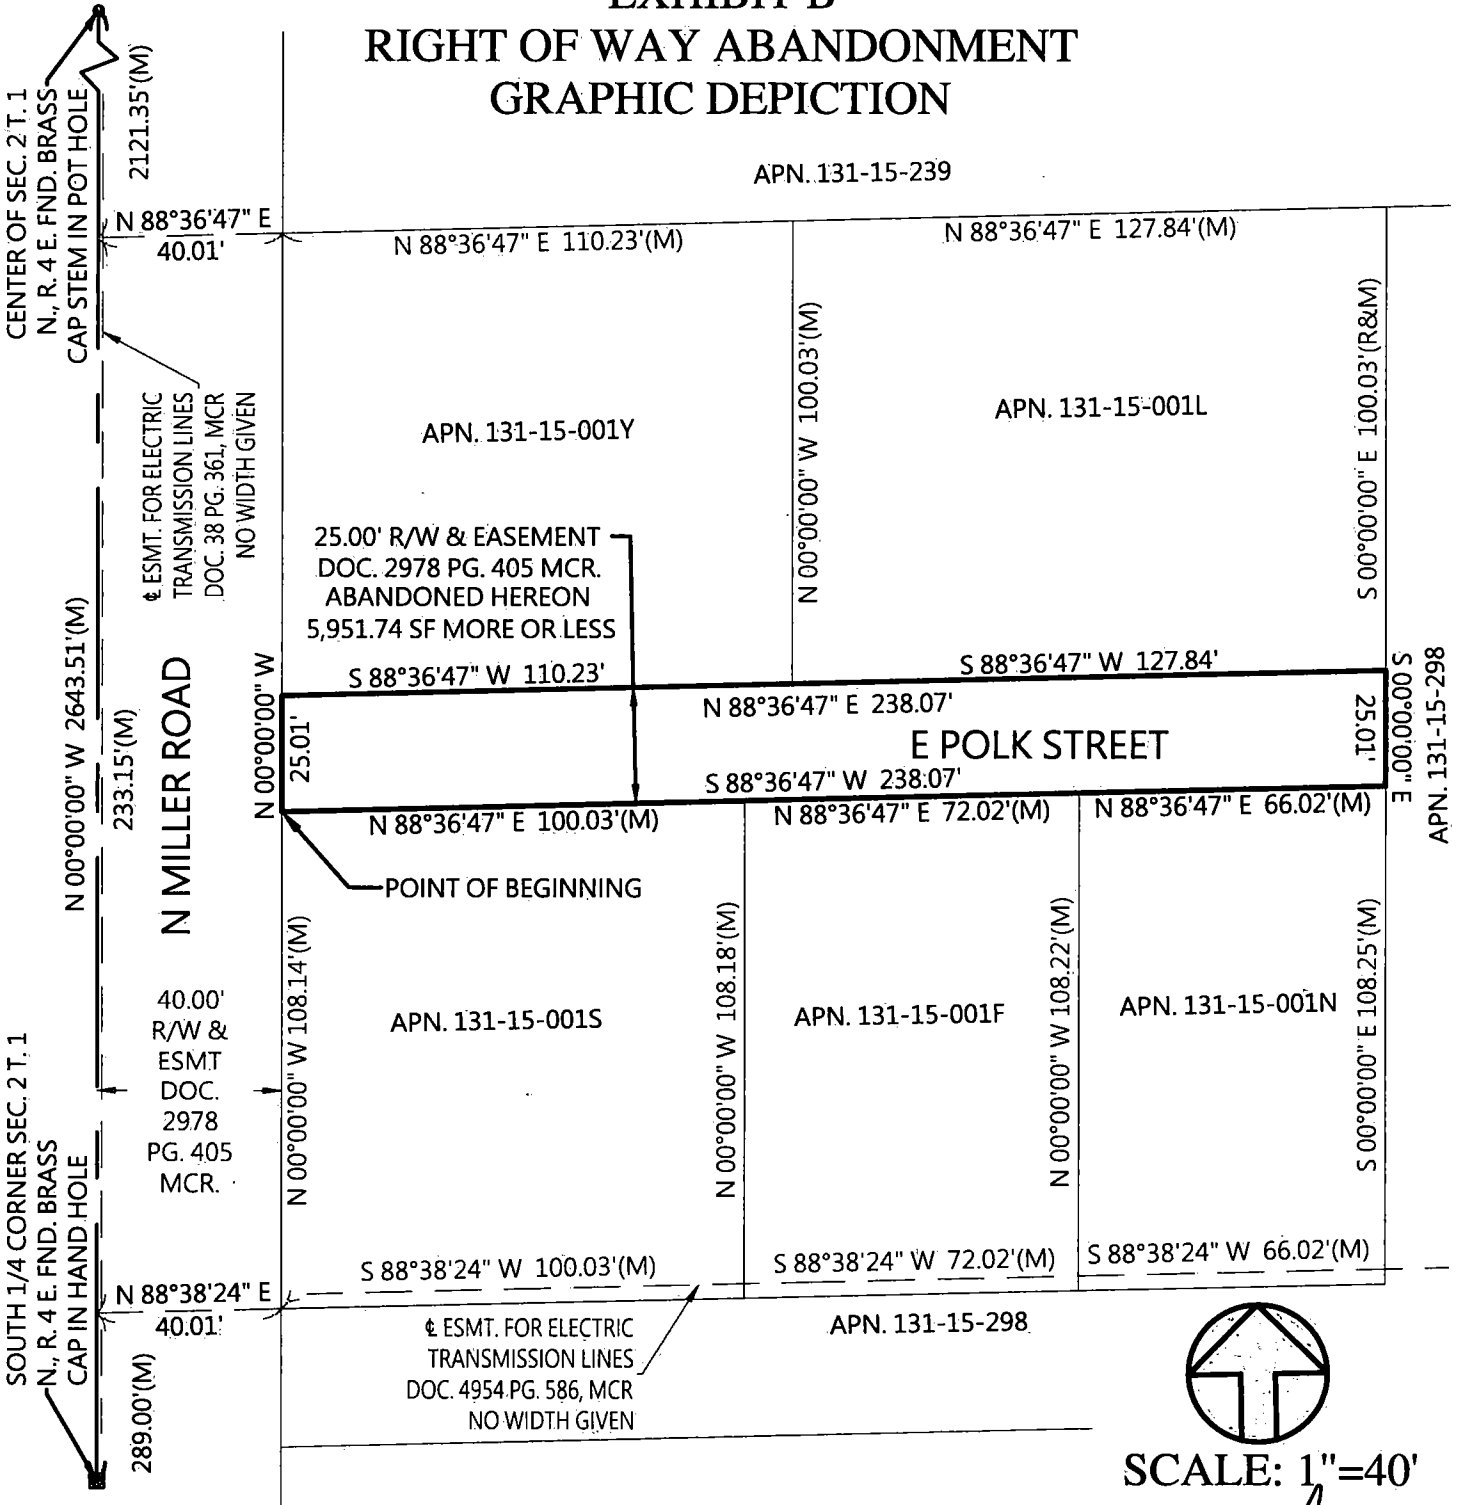 EXHIBIT B
RIGHT OF WAY ABANDONMENT
GRAPHIC DEPICTION
CENTER OF SEC. 2 T. 1
N., R. 4 E. FND. BRASS
CAP STEM IN POT HOLE
2121.35'(M)
APN. 131-15-239
N 88°36'47" E
40.01'
N 88°36'47" E 110.23'(M)
N 88°36'47" E 127.84'(M)
℄ ESMT. FOR ELECTRIC
TRANSMISSION LINES
DOC. 38 PG. 361, MCR
NO WIDTH GIVEN
APN. 131-15-001Y
N 00°00'00" W 100.03'(M)
APN. 131-15-001L
S 00°00'00" E 100.03'(R&M)
25.00' R/W & EASEMENT
DOC. 2978 PG. 405 MCR.
ABANDONED HEREON
5,951.74 SF MORE OR LESS
N 00°00'00" W 2643.51'(M)
233.15'(M)
N MILLER ROAD
N 00°00'00" W
25.01'
S 88°36'47" W 110.23'
S 88°36'47" W 127.84'
N 88°36'47" E 238.07'
E POLK STREET
S 88°36'47" W 238.07'
25.01'
S 00°00'00" E
APN. 131-15-298
N 88°36'47" E 100.03'(M)
N 88°36'47" E 72.02'(M)
N 88°36'47" E 66.02'(M)
POINT OF BEGINNING
40.00'
R/W &
ESMT
DOC.
2978
PG. 405
MCR.
N 00°00'00" W 108.14'(M)
APN. 131-15-001S
N 00°00'00" W 108.18'(M)
APN. 131-15-001F
N 00°00'00" W 108.22'(M)
APN. 131-15-001N
S 00°00'00" E 108.25'(M)
SOUTH 1/4 CORNER SEC. 2 T. 1
N., R. 4 E. FND. BRASS
CAP IN HAND HOLE
N 88°38'24" E
40.01'
S 88°38'24" W 100.03'(M)
S 88°38'24" W 72.02'(M)
S 88°38'24" W 66.02'(M)
℄ ESMT. FOR ELECTRIC
TRANSMISSION LINES
DOC. 4954 PG. 586, MCR
NO WIDTH GIVEN
APN. 131-15-298
289.00'(M)
SCALE: 1"=40'